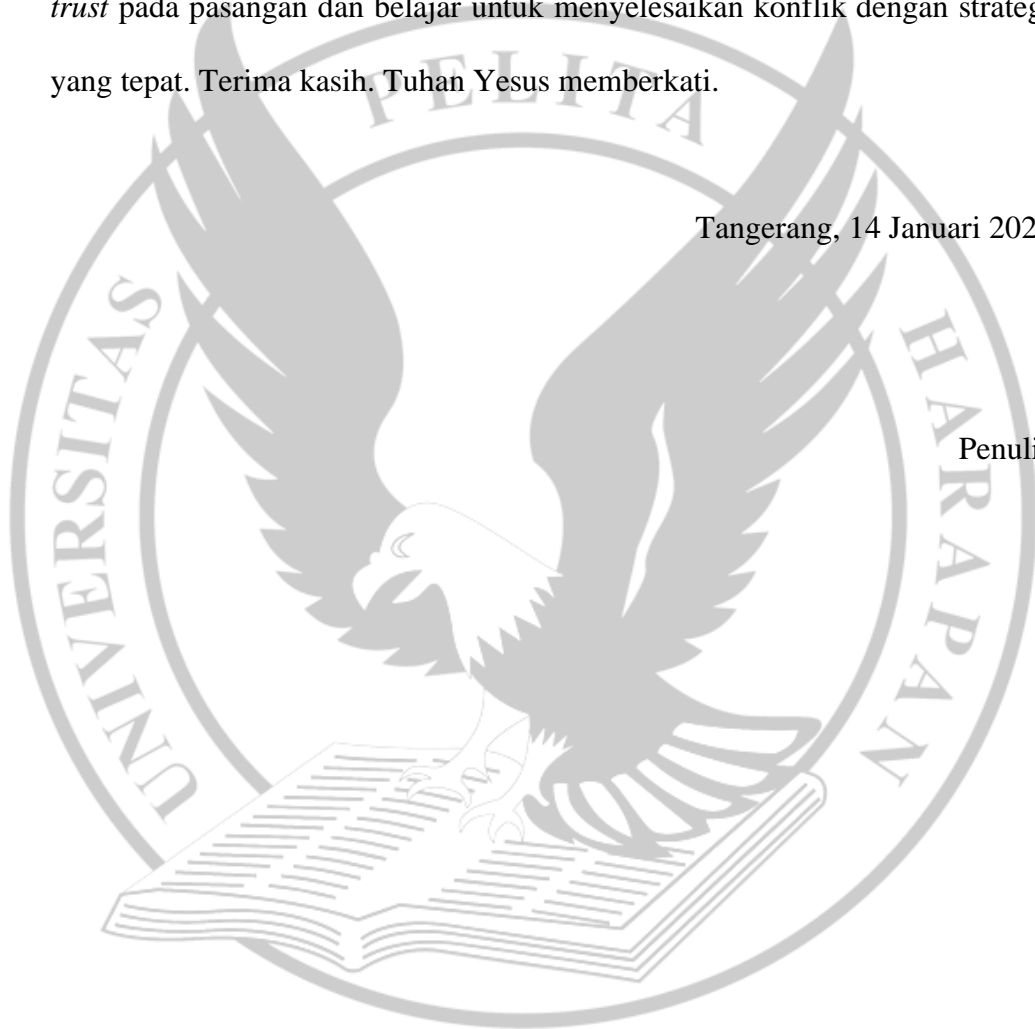 trust pada pasangan dan belajar untuk menyelesaikan konflik dengan strateg
yang tepat. Terima kasih. Tuhan Yesus memberkati.
Tangerang, 14 Januari 202
Penuli
UNIVERSITAS PELITA HARAPAN